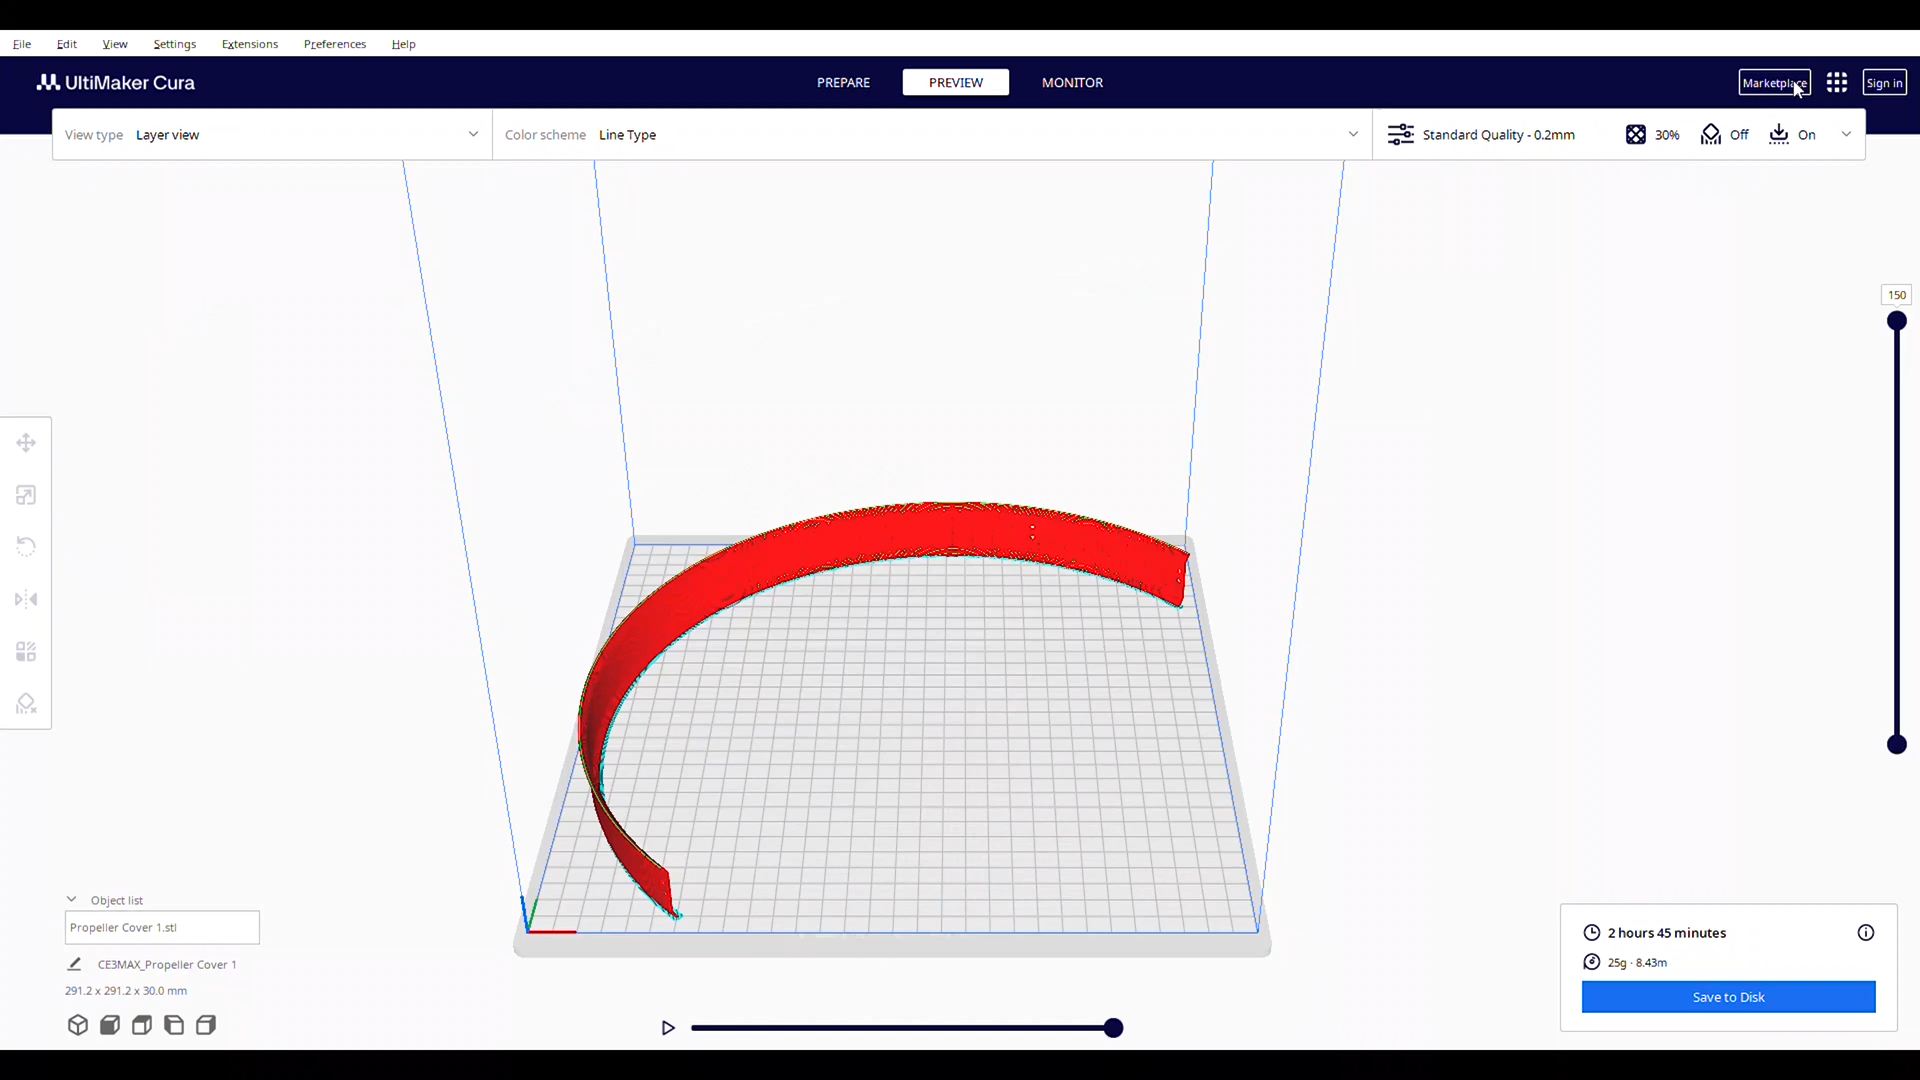 File Edit View Settings Extensions Preferences Help
UltiMaker Cura PREPARE PREVIEW MONITOR Marketplace Sign in
View type Layer view Color scheme Line Type Standard Quality - 0.2mm 30% Off On
150
Object list
Propeller Cover 1.stl
CE3MAX_Propeller Cover 1
291.2 x 291.2 x 30.0 mm
2 hours 45 minutes
25g · 8.43m
Save to Disk